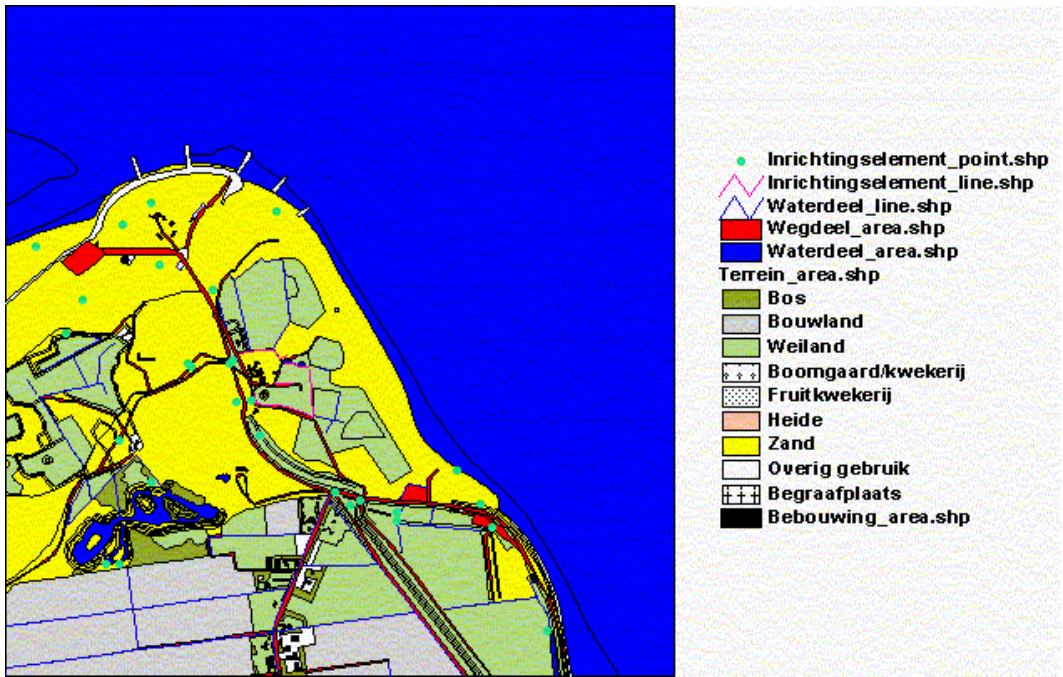 Inrichtingselement_point.shp
Inrichtingselement_line.shp
Waterdeel_line.shp
Wegdeel_area.shp
Waterdeel_area.shp
Terrein_area.shp
Bos
Bouwland
Weiland
Boomgaard/kwekerij
Fruitkwekerij
Heide
Zand
Overig gebruik
Begraafplaats
Bebouwing_area.shp